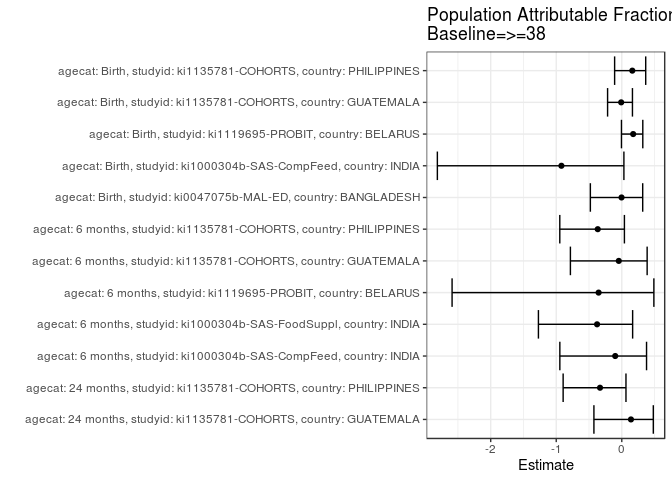 Population Attributable Fraction
Baseline=>=38
agecat: Birth, studyid: ki1135781-COHORTS, country: PHILIPPINES
agecat: Birth, studyid: ki1135781-COHORTS, country: GUATEMALA
agecat: Birth, studyid: ki1119695-PROBIT, country: BELARUS
agecat: Birth, studyid: ki1000304b-SAS-CompFeed, country: INDIA
agecat: Birth, studyid: ki0047075b-MAL-ED, country: BANGLADESH
agecat: 6 months, studyid: ki1135781-COHORTS, country: PHILIPPINES
agecat: 6 months, studyid: ki1135781-COHORTS, country: GUATEMALA
agecat: 6 months, studyid: ki1119695-PROBIT, country: BELARUS
agecat: 6 months, studyid: ki1000304b-SAS-FoodSuppl, country: INDIA
agecat: 6 months, studyid: ki1000304b-SAS-CompFeed, country: INDIA
agecat: 24 months, studyid: ki1135781-COHORTS, country: PHILIPPINES
agecat: 24 months, studyid: ki1135781-COHORTS, country: GUATEMALA
-2 -1 0
Estimate